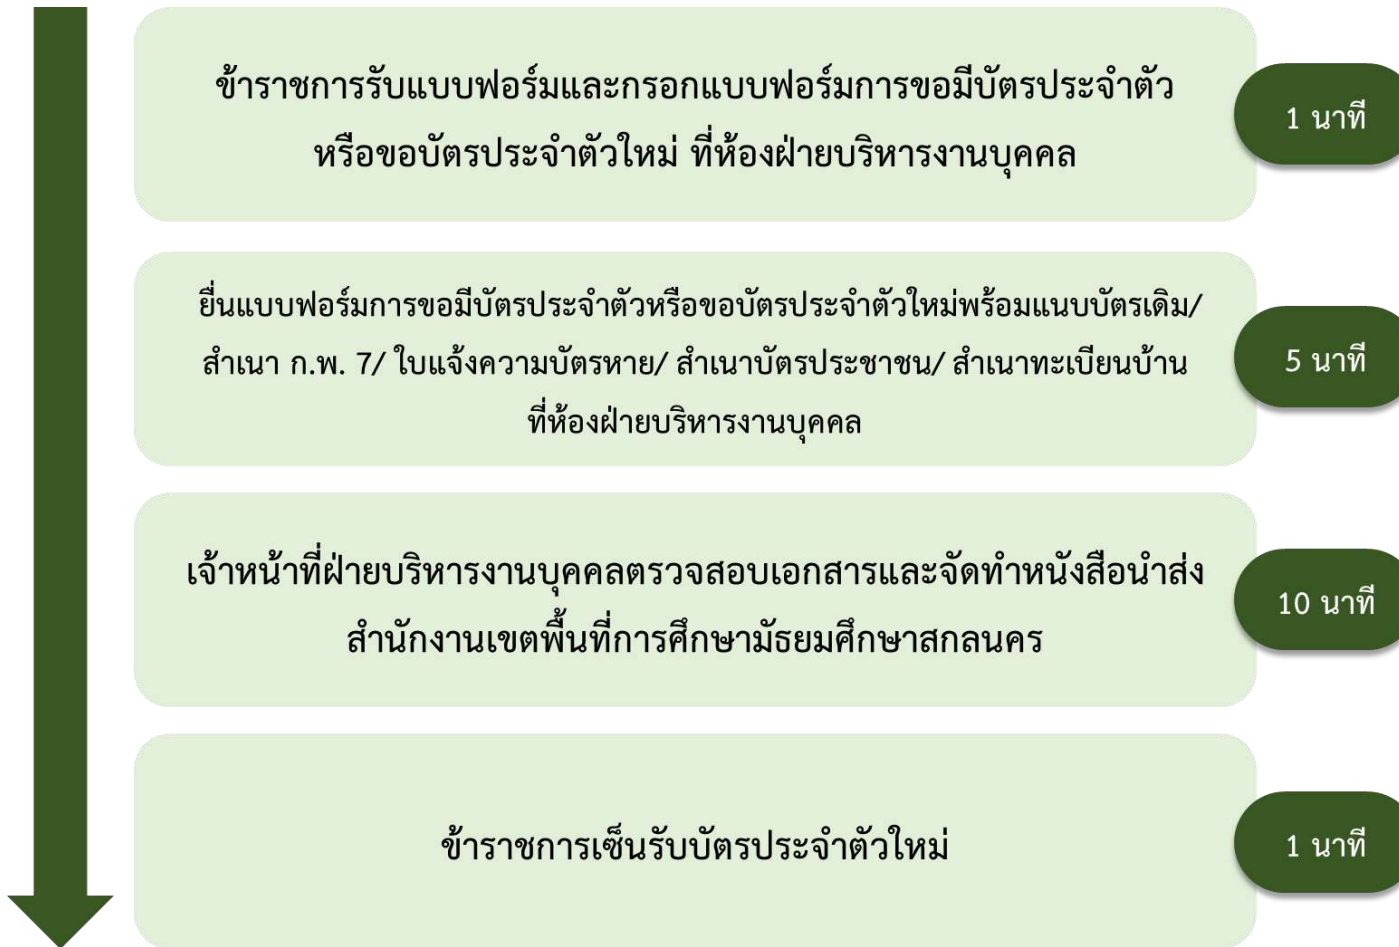 ข้าราชการรับแบบฟอร์มและกรอกแบบฟอร์มการขอมีบัตรประจำตัว
หรือขอบัตรประจำตัวใหม่ ที่ห้องฝ่ายบริหารงานบุคคล
1 นาที
ยื่นแบบฟอร์มการขอมีบัตรประจำตัวหรือขอบัตรประจำตัวใหม่พร้อมแนบบัตรเดิม/
สำเนา ก.พ. 7/ ใบแจ้งความบัตรหาย/ สำเนาบัตรประชาชน/ สำเนาทะเบียนบ้าน
ที่ห้องฝ่ายบริหารงานบุคคล
5 นาที
เจ้าหน้าที่ฝ่ายบริหารงานบุคคลตรวจสอบเอกสารและจัดทำหนังสือนำส่ง
สำนักงานเขตพื้นที่การศึกษามัธยมศึกษาสกลนคร
10 นาที
ข้าราชการเซ็นรับบัตรประจำตัวใหม่
1 นาที